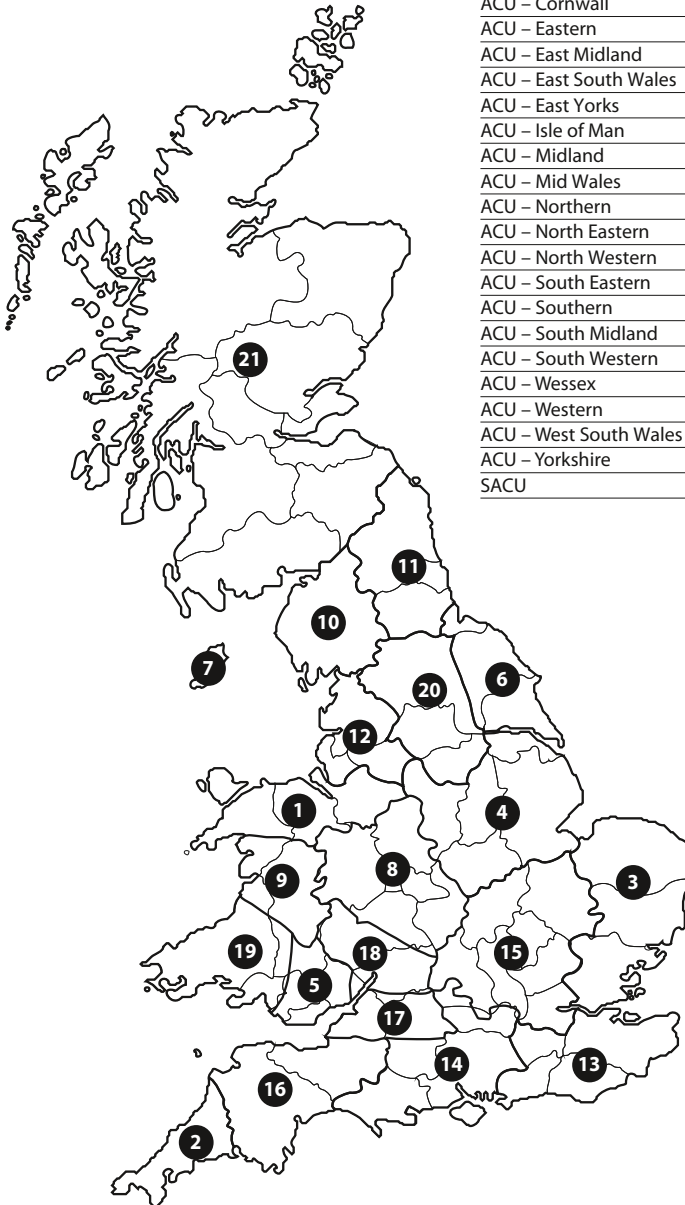 ACU – Cornwall
ACU – Eastern
ACU – East Midland
ACU – East South Wales
ACU – East Yorks
ACU – Isle of Man
ACU – Midland
ACU – Mid Wales
ACU – Northern
ACU – North Eastern
ACU – North Western
ACU – South Eastern
ACU – Southern
ACU – South Midland
ACU – South Western
ACU – Wessex
ACU – Western
ACU – West South Wales
ACU – Yorkshire
SACU
21
11
10
7
20
6
12
1
4
8
9
3
19
18
15
5
17
14
13
16
2